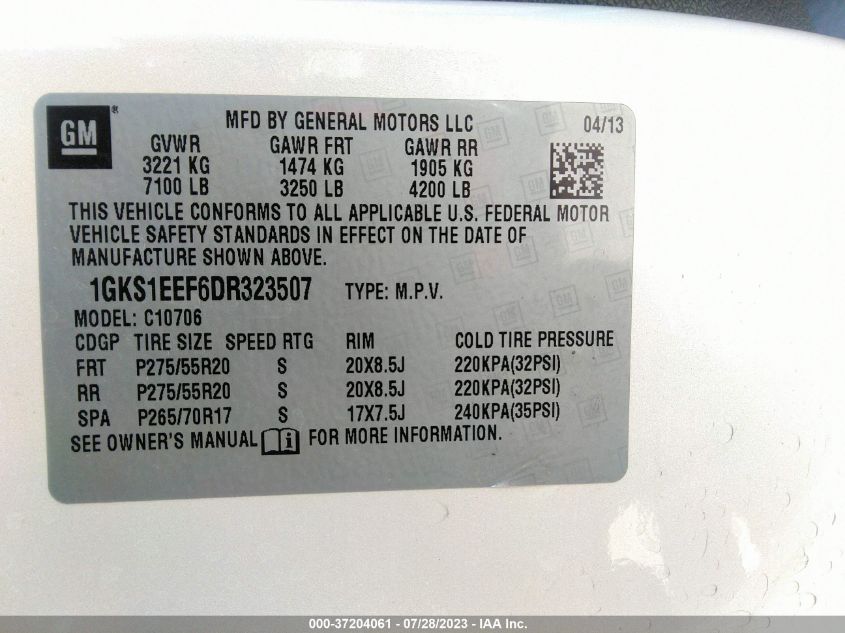 GM®
MFD BY GENERAL MOTORS LLC 04/13
GVWR GAWR FRT GAWR RR
3221 KG 1474 KG 1905 KG
7100 LB 3250 LB 4200 LB
THIS VEHICLE CONFORMS TO ALL APPLICABLE U.S. FEDERAL MOTOR
VEHICLE SAFETY STANDARDS IN EFFECT ON THE DATE OF
MANUFACTURE SHOWN ABOVE.
1GKS1EEF6DR323507 TYPE: M.P.V.
MODEL: C10706
CDGP TIRE SIZE SPEED RTG RIM COLD TIRE PRESSURE
FRT P275/55R20 S 20X8.5J 220KPA(32PSI)
RR P275/55R20 S 20X8.5J 220KPA(32PSI)
SPA P265/70R17 S 17X7.5J 240KPA(35PSI)
SEE OWNER'S MANUAL i FOR MORE INFORMATION.
000-37204061 - 07/28/2023 - IAA Inc.